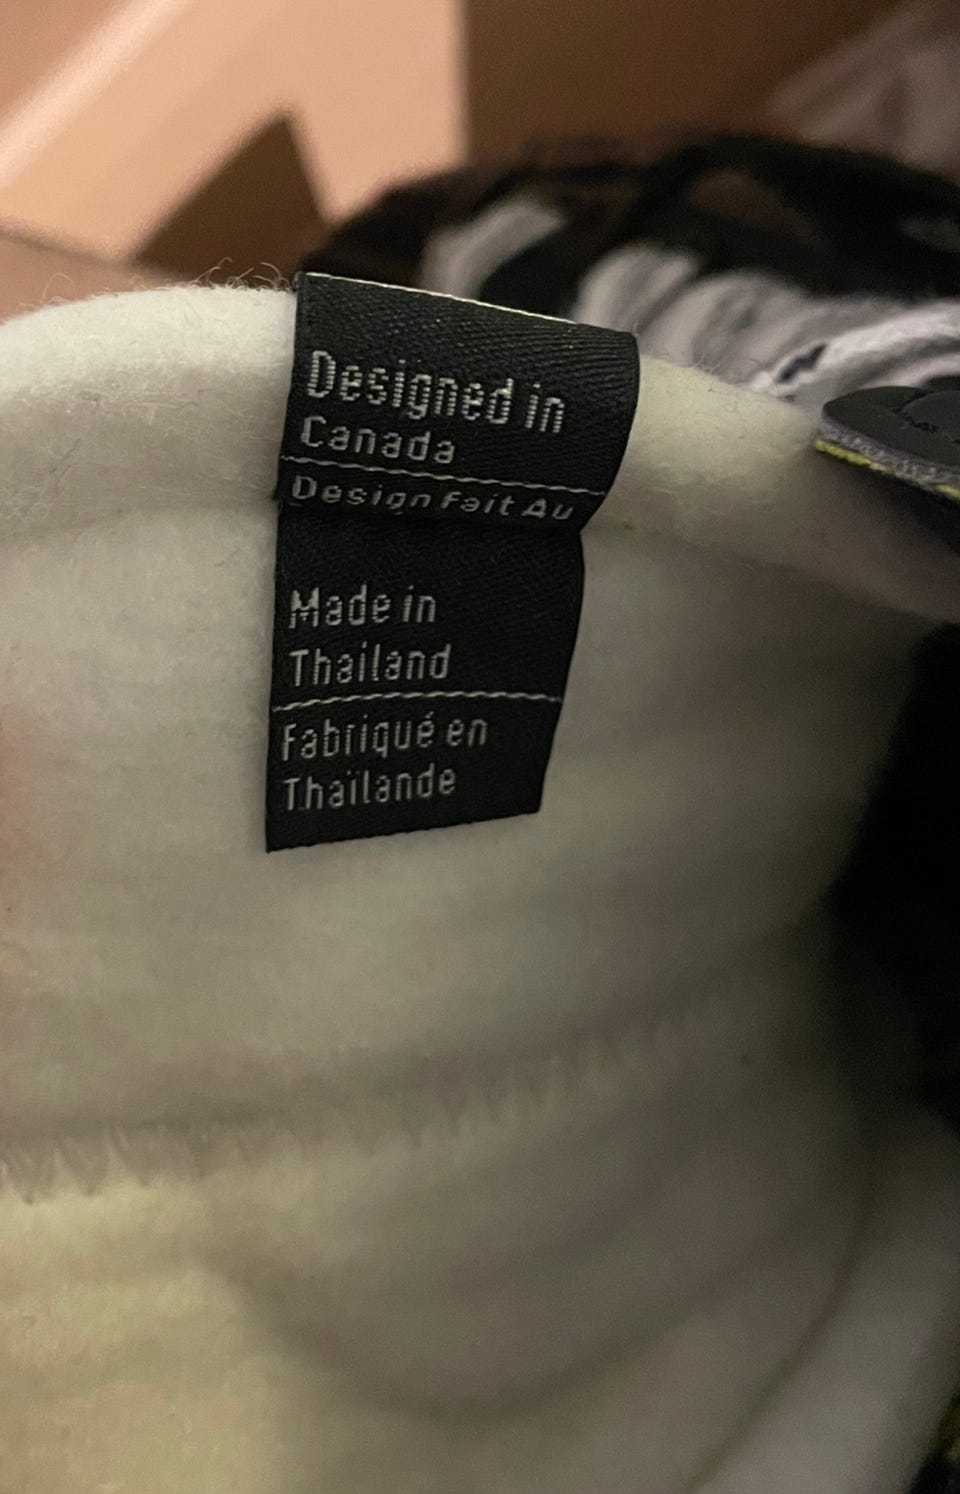 Designed in
Canada
Design Fait Au
Made in
Thailand
Fabriqué en
Thaïlande